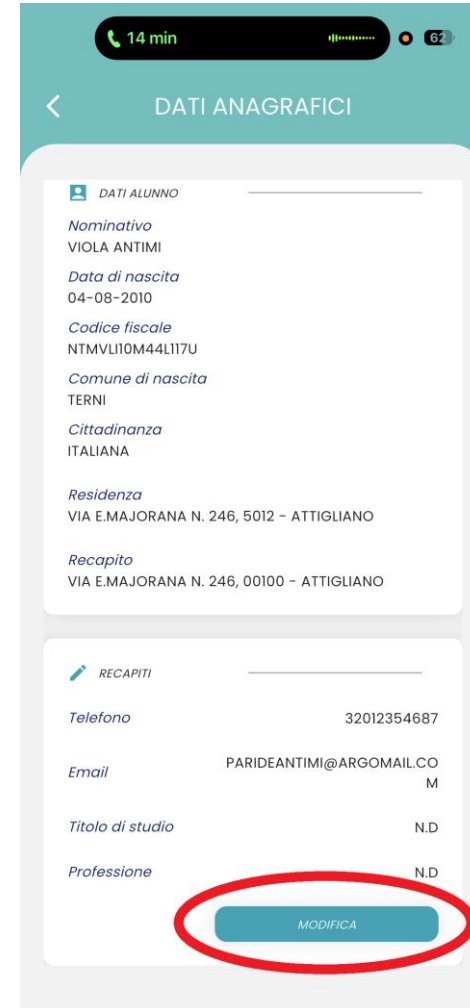 14 min
62
DATI ANAGRAFICI
DATI ALUNNO
Nominativo
VIOLA ANTIMI
Data di nascita
04-08-2010
Codice fiscale
NTMVLI10M44L117U
Comune di nascita
TERNI
Cittadinanza
ITALIANA
Residenza
VIA E.MAJORANA N. 246, 5012 - ATTIGLIANO
Recapito
VIA E.MAJORANA N. 246, 00100 - ATTIGLIANO
RECAPITI
Telefono 32012354687
Email PARIDEANTIMI@ARGOMAIL.CO
M
Titolo di studio N.D
Professione N.D
MODIFICA